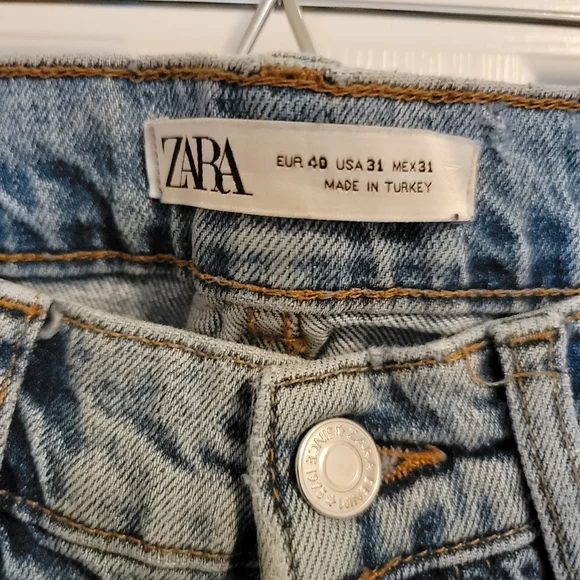 ZARA
EUR 40 USA 31 MEX 31
MADE IN TURKEY